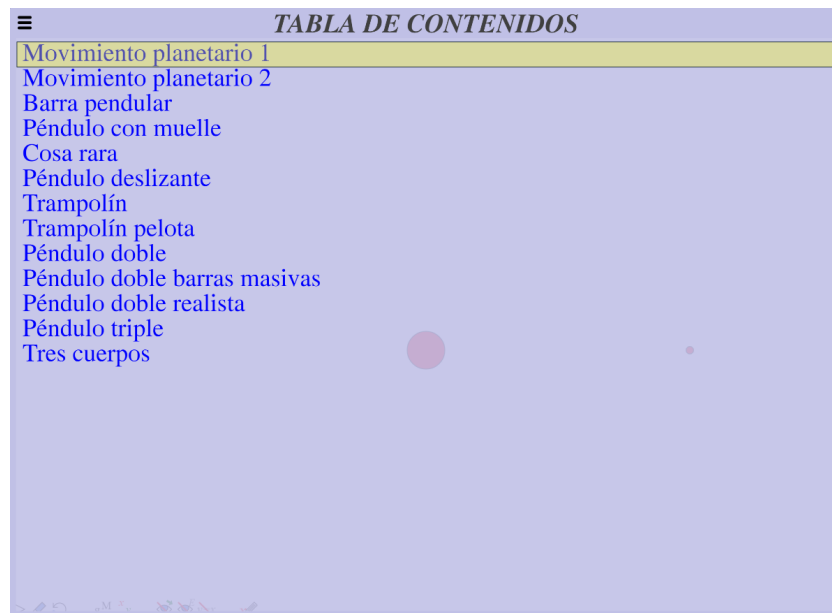 TABLA DE CONTENIDOS
Movimiento planetario 1
Movimiento planetario 2
Barra pendular
Péndulo con muelle
Cosa rara
Péndulo deslizante
Trampolín
Trampolín pelota
Péndulo doble
Péndulo doble barras masivas
Péndulo doble realista
Péndulo triple
Tres cuerpos